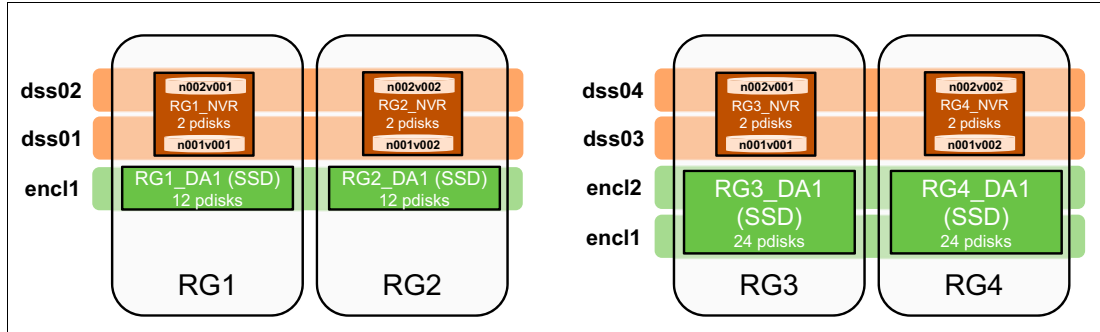 dss02
dss01
encl1
n002v001
RG1_NVR
2 pdisks
n001v001
RG1_DA1 (SSD)
12 pdisks
RG1
n002v002
RG2_NVR
2 pdisks
n001v002
RG2_DA1 (SSD)
12 pdisks
RG2
dss04
dss03
encl2
encl1
n002v001
RG3_NVR
2 pdisks
n001v001
RG3_DA1
(SSD)
24 pdisks
RG3
n002v002
RG4_NVR
2 pdisks
n001v002
RG4_DA1
(SSD)
24 pdisks
RG4